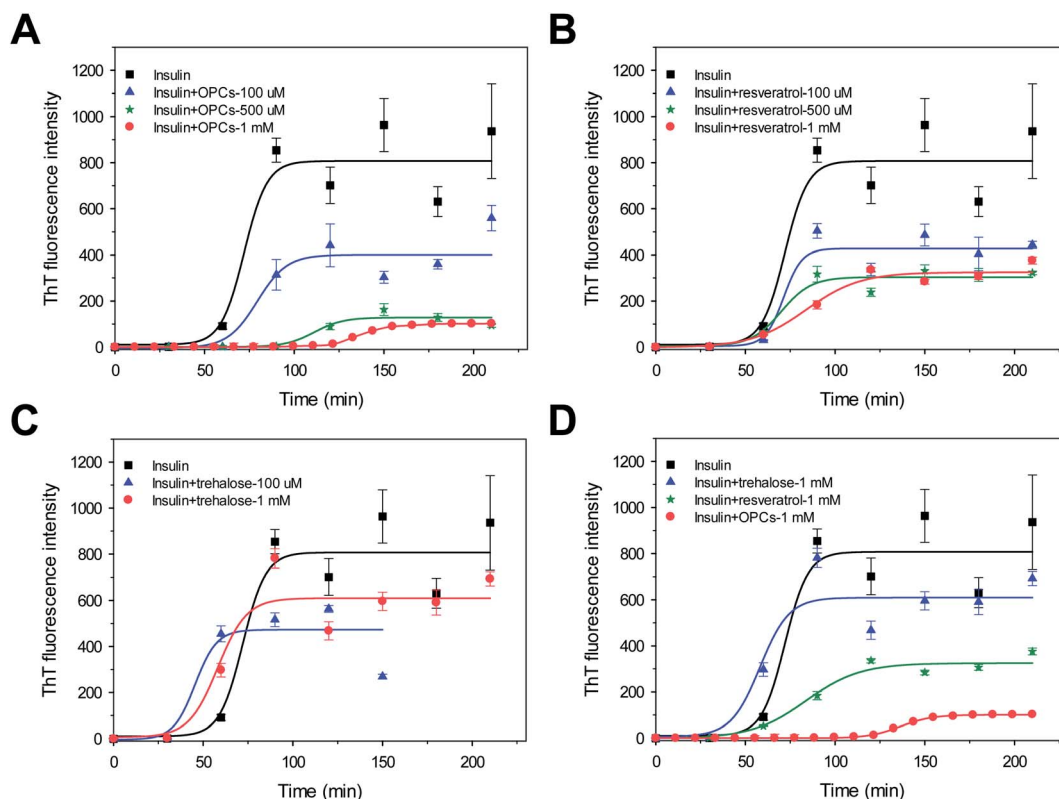 A
1200
1000
800
600
400
200
0
ThT fluorescence intensity
Insulin
Insulin+OPCs-100 uM
Insulin+OPCs-500 uM
Insulin+OPCs-1 mM
0 50 100 150 200
Time (min)
B
1200
1000
800
600
400
200
0
ThT fluorescence intensity
Insulin
Insulin+resveratrol-100 uM
Insulin+resveratrol-500 uM
Insulin+resveratrol-1 mM
0 50 100 150 200
Time (min)
C
1200
1000
800
600
400
200
0
ThT fluorescence intensity
Insulin
Insulin+trehalose-100 uM
Insulin+trehalose-1 mM
0 50 100 150 200
Time (min)
D
1200
1000
800
600
400
200
0
ThT fluorescence intensity
Insulin
Insulin+trehalose-1 mM
Insulin+resveratrol-1 mM
Insulin+OPCs-1 mM
0 50 100 150 200
Time (min)